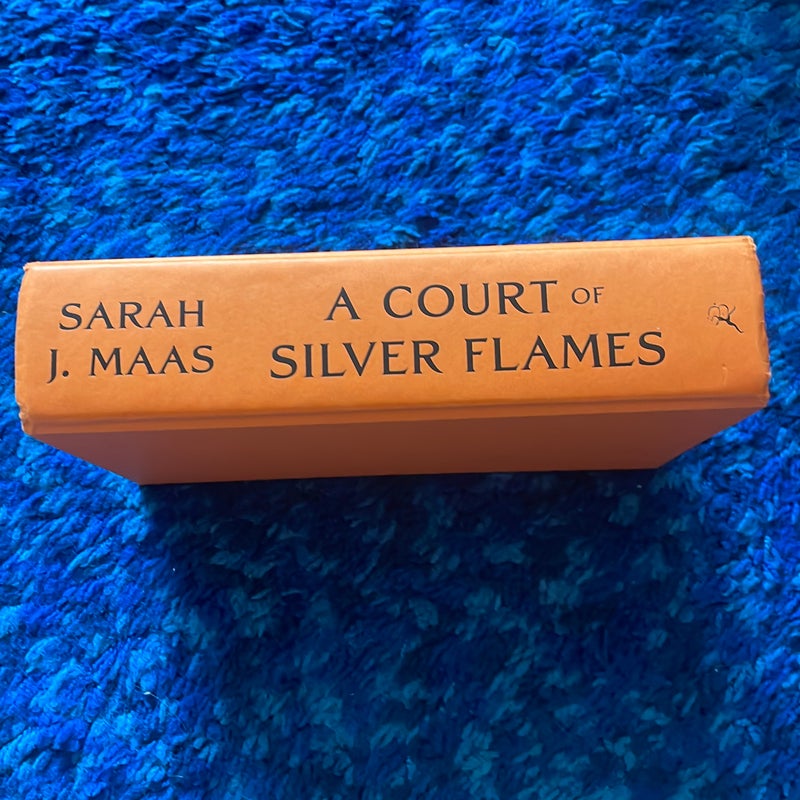 SARAH
J. MAAS
A COURT OF
SILVER FLAMES